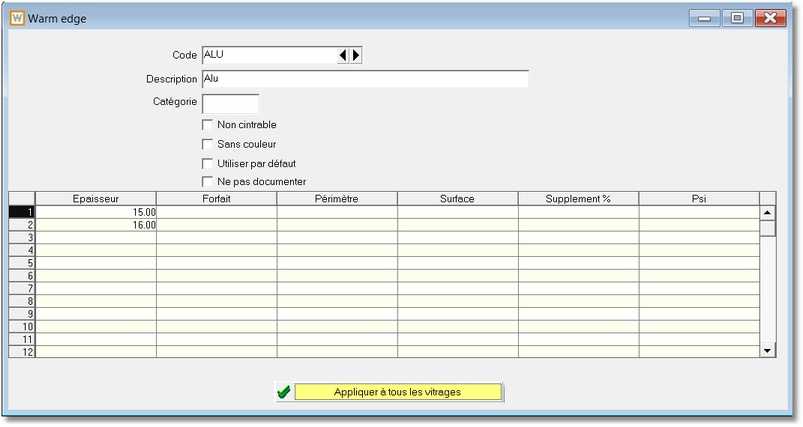 W Warm edge
Code ALU
Description Alu
Catégorie
Non cintrable
Sans couleur
Utiliser par défaut
Ne pas documenter
Epaisseur Forfait Périmètre Surface Supplement % Psi
1 15.00
2 16.00
3
4
5
6
7
8
9
10
11
12
Appliquer à tous les vitrages